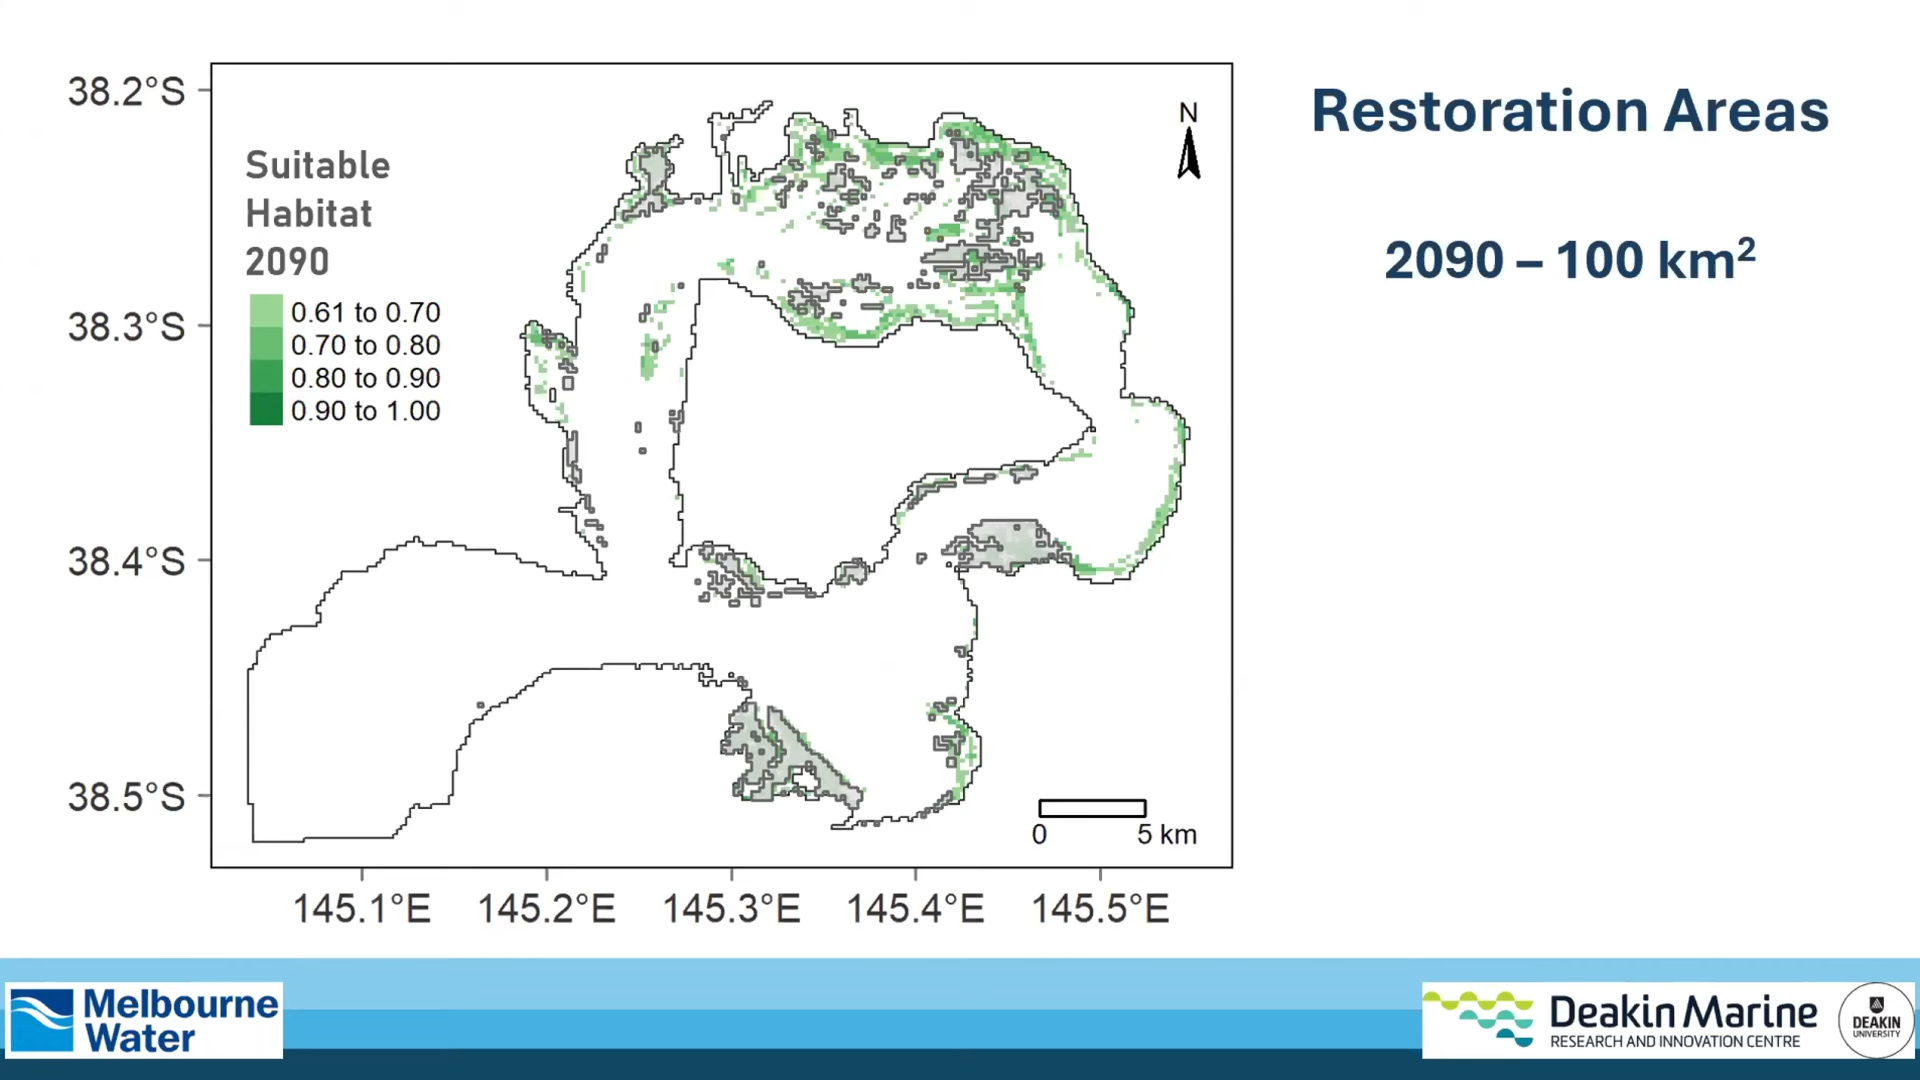 Restoration Areas
2090 – 100 km²
38.2°S
38.3°S
38.4°S
38.5°S
Suitable
Habitat
2090
0.61 to 0.70
0.70 to 0.80
0.80 to 0.90
0.90 to 1.00
N
0 5 km
145.1°E 145.2°E 145.3°E 145.4°E 145.5°E
Melbourne
Water
Deakin Marine
RESEARCH AND INNOVATION CENTRE
DEAKIN
UNIVERSITY